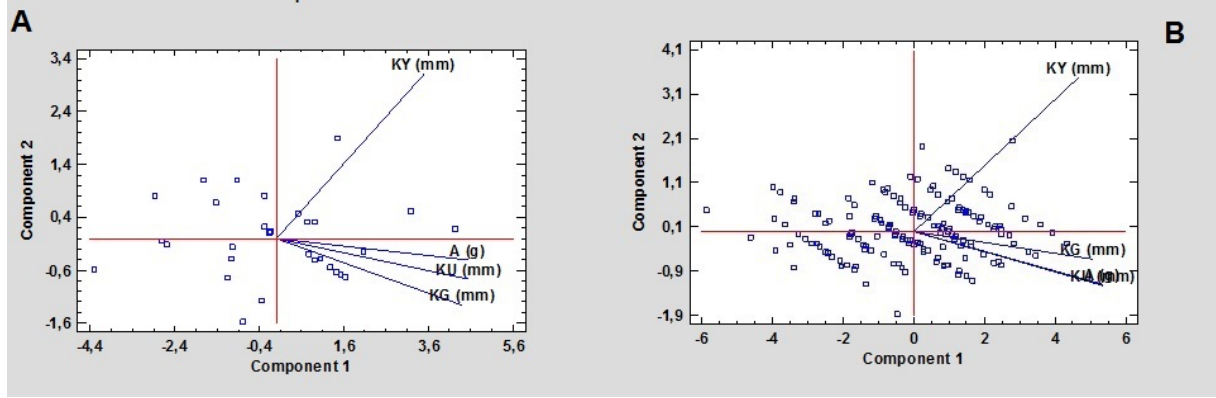 A
3,4
2,4
1,4
0,4
-0,6
-1,6
Component 2
KY (mm)
A (g)
KU (mm)
KG (mm)
-4,4 -2,4 -0,4 1,6 3,6 5,6
Component 1
B
4,1
3,1
2,1
1,1
0,1
-0,9
-1,9
Component 2
KY (mm)
KG (mm)
-6 -4 -2 0 2 4 6
Component 1